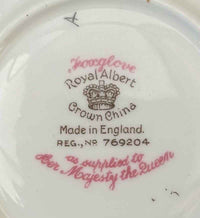 A
Foxglove
Royal Albert
Crown China
Made in England.
REG., Nº 769204
as supplied to
Her Majesty the Queen